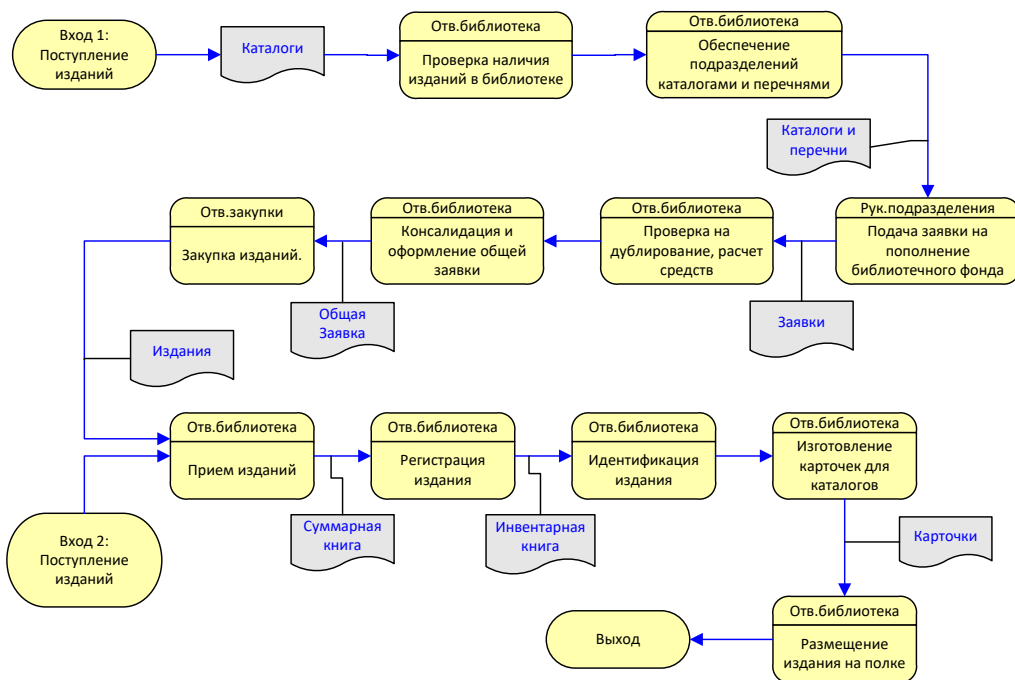 Вход 1:
Поступление
изданий
Каталоги
Отв.библиотека
Проверка наличия
изданий в библиотеке
Отв.библиотека
Обеспечение
подразделений
каталогами и перечнями
Каталоги и
перечни
Отв.закупки
Закупка изданий.
Отв.библиотека
Консалидация и
оформление общей
заявки
Отв.библиотека
Проверка на
дублирование, расчет
средств
Рук.подразделения
Подача заявки на
пополнение
библиотечного фонда
Общая
Заявка
Заявки
Издания
Отв.библиотека
Прием изданий
Отв.библиотека
Регистрация
издания
Отв.библиотека
Идентификация
издания
Отв.библиотека
Изготовление
карточек для
каталогов
Вход 2:
Поступление
изданий
Суммарная
книга
Инвентарная
книга
Карточки
Выход
Отв.библиотека
Размещение
издания на полке